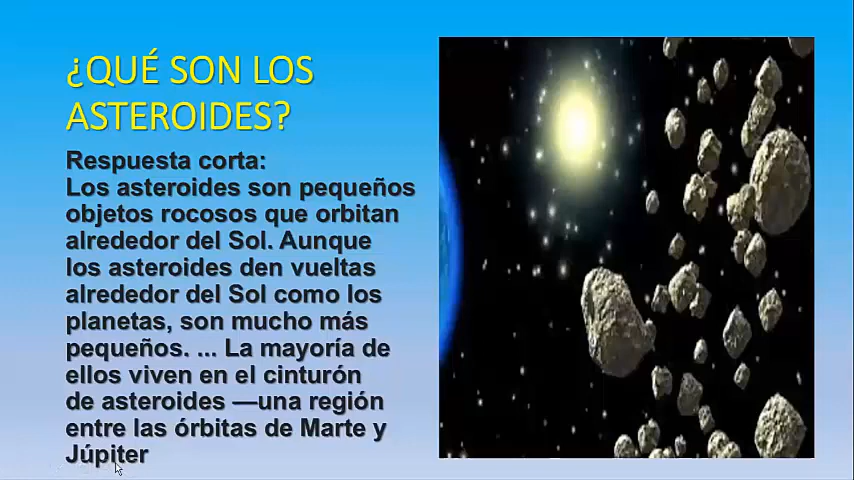 ¿QUÉ SON LOS
ASTEROIDES?
Respuesta corta:
Los asteroides son pequeños
objetos rocosos que orbitan
alrededor del Sol. Aunque
los asteroides den vueltas
alrededor del Sol como los
planetas, son mucho más
pequeños. ... La mayoría de
ellos viven en el cinturón
de asteroides —una región
entre las órbitas de Marte y
Júpiter